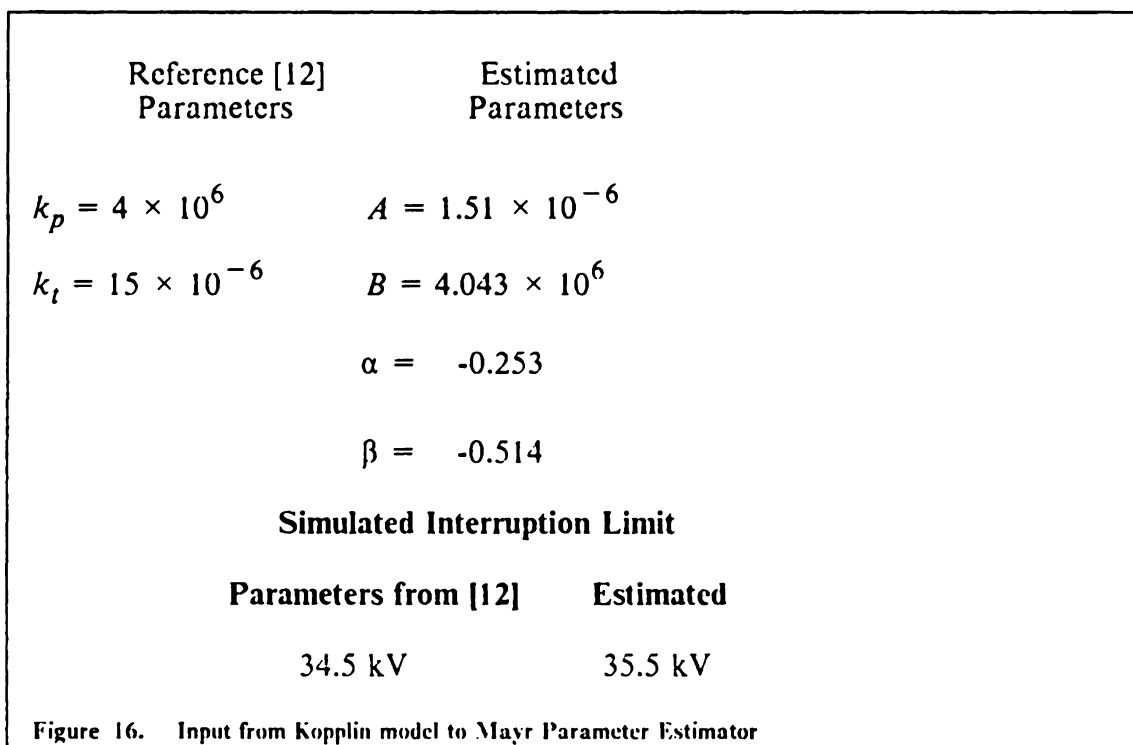 Reference [12] Estimated
Parameters Parameters
k_p = 4 × 10^6 A = 1.51 × 10^−6
k_t = 15 × 10^−6 B = 4.043 × 10^6
α = -0.253
β = -0.514
Simulated Interruption Limit
Parameters from [12] Estimated
34.5 kV 35.5 kV
Figure 16. Input from Kopplin model to Mayr Parameter Estimator